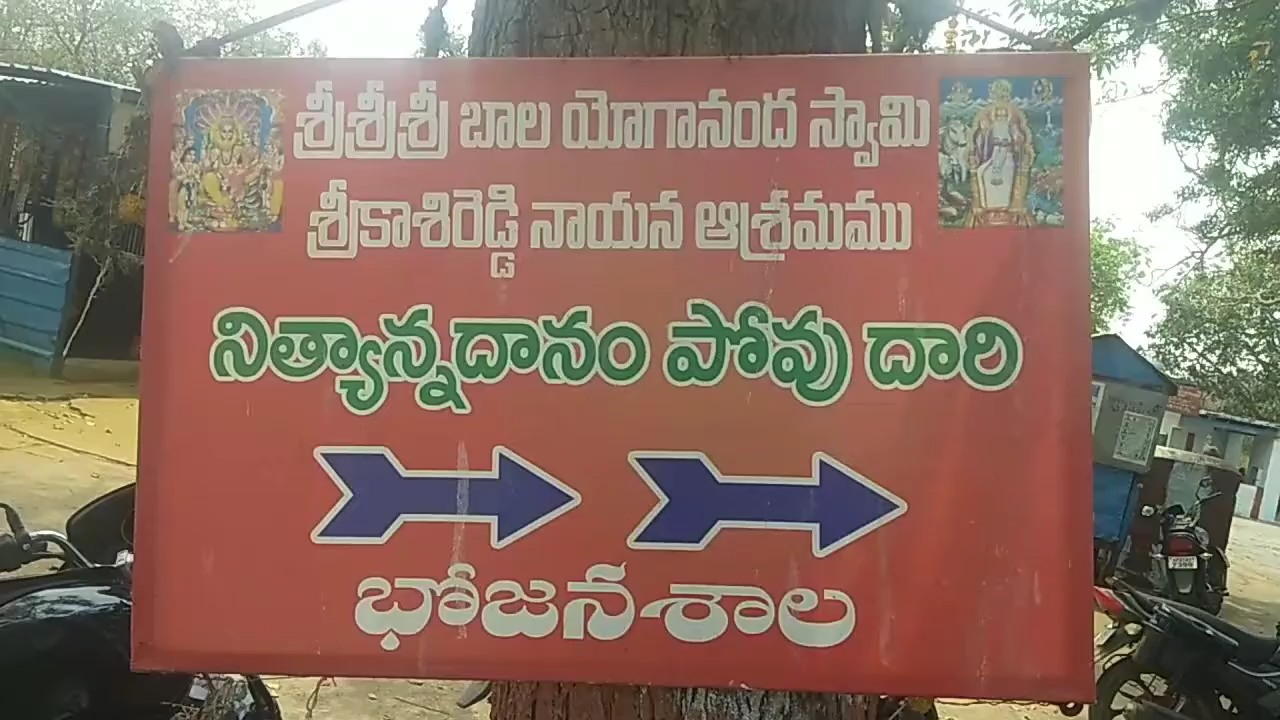 శ్రీశ్రీశ్రీ బాల యోగానంద స్వామి
శ్రీకాశిరెడ్డి నాయన ఆశ్రమము
నిత్యాన్నదానం పోవు దారి
భోజనశాల